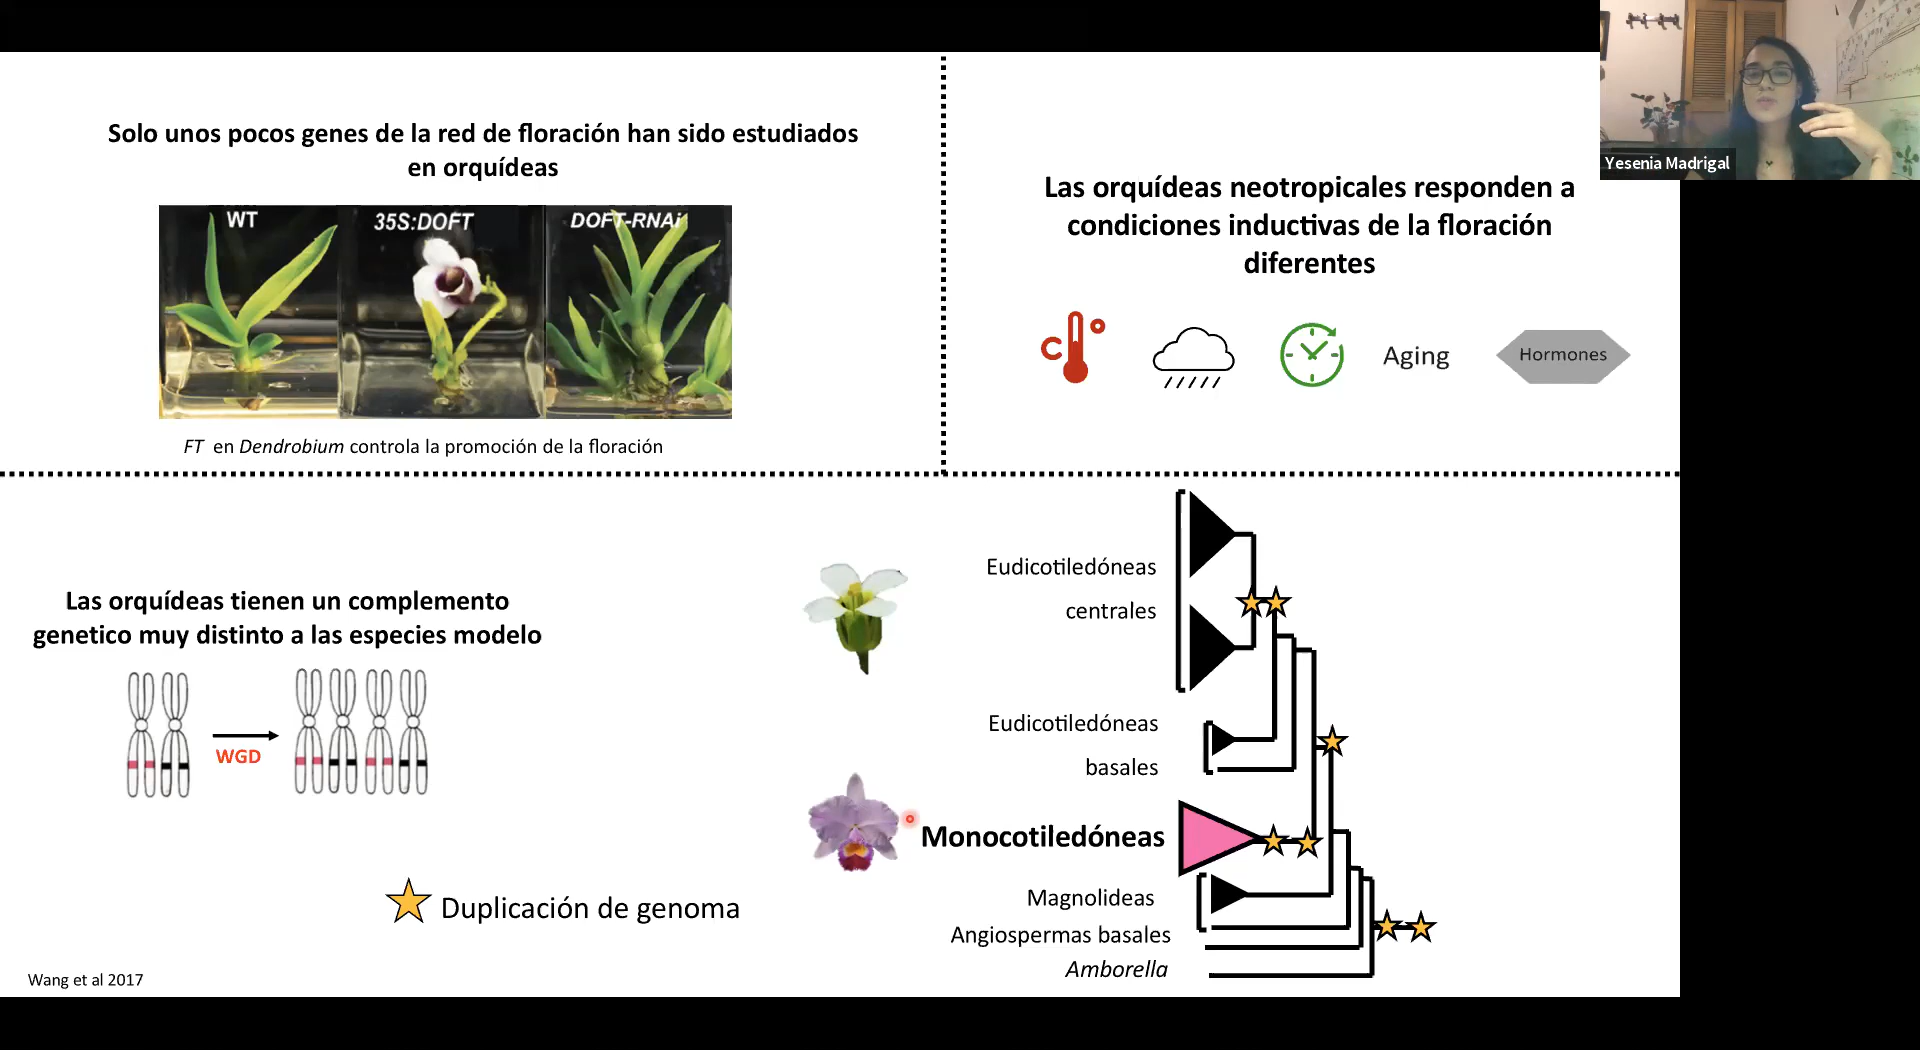 Solo unos pocos genes de la red de floración han sido estudiados
en orquídeas
WT
35S:DOFT
DOFT-RNAi
FT en Dendrobium controla la promoción de la floración
Las orquídeas neotropicales responden a
condiciones inductivas de la floración
diferentes
C°
Aging
Hormones
Yesenia Madrigal
Las orquídeas tienen un complemento
genetico muy distinto a las especies modelo
WGD
Duplicación de genoma
Wang et al 2017
Eudicotiledóneas
centrales
Eudicotiledóneas
basales
Monocotiledóneas
Magnolideas
Angiospermas basales
Amborella